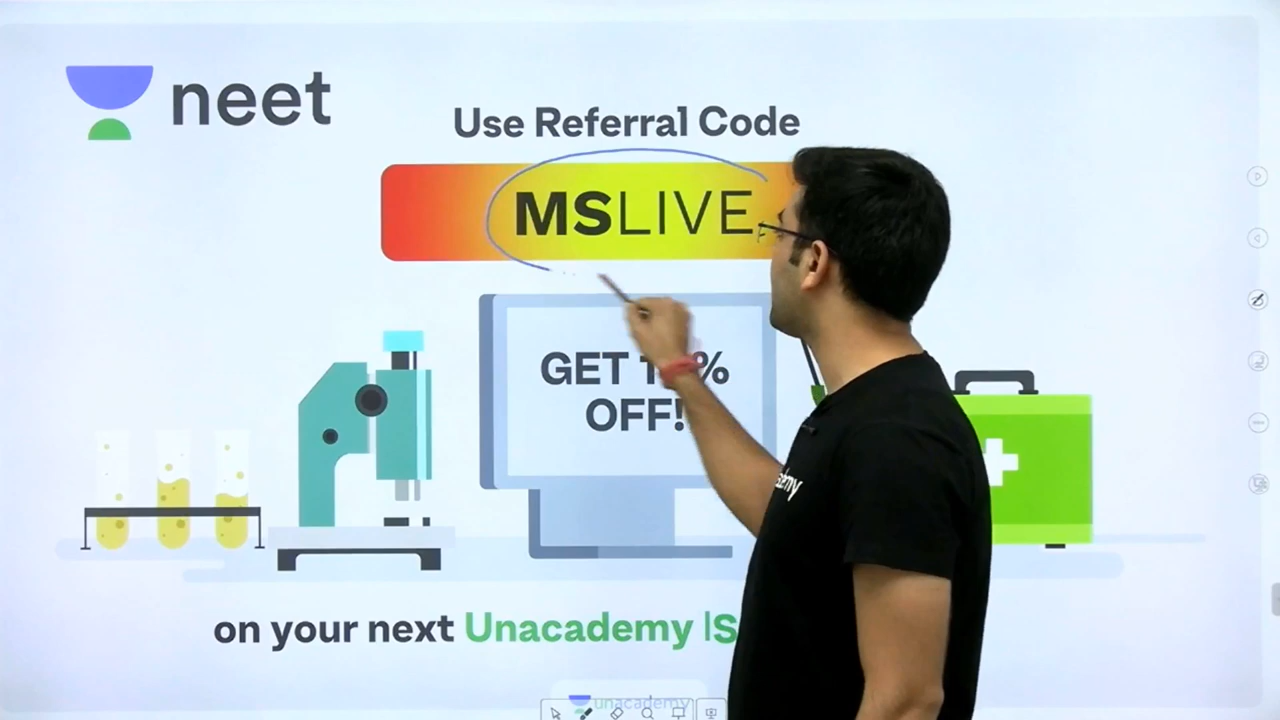 neet
Use Referral Code
MSLIVE
GET
OFF!
on your next Unacademy
unacademy